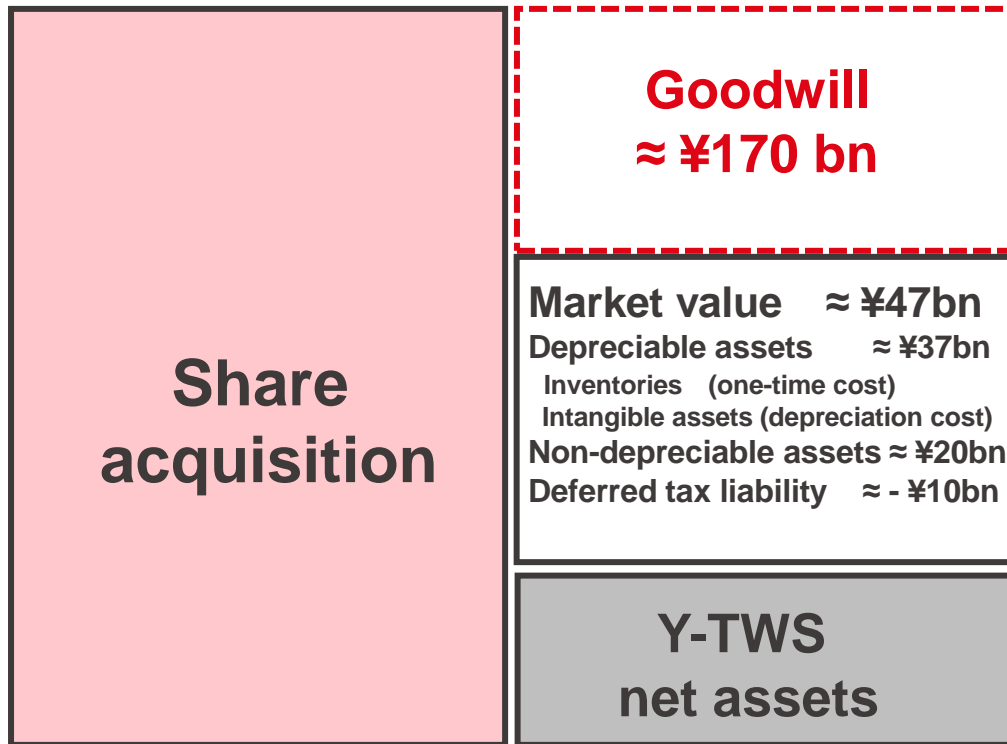 Share
acquisition
Goodwill
≈ ¥170 bn
Market value ≈ ¥47bn
Depreciable assets ≈ ¥37bn
Inventories (one-time cost)
Intangible assets (depreciation cost)
Non-depreciable assets ≈ ¥20bn
Deferred tax liability ≈ - ¥10bn
Y-TWS
net assets